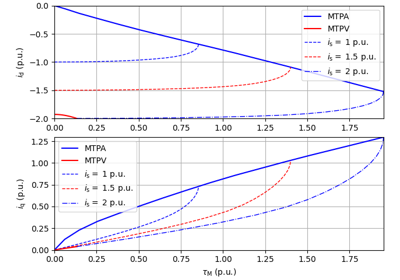 0.0
−0.5
−1.0
−1.5
−2.0
i_d (p.u.)
0.00 0.25 0.50 0.75 1.00 1.25 1.50 1.75
MTPA
MTPV
i_s = 1 p.u.
i_s = 1.5 p.u.
i_s = 2 p.u.
1.25
1.00
0.75
0.50
0.25
0.00
i_q (p.u.)
MTPA
MTPV
i_s = 1 p.u.
i_s = 1.5 p.u.
i_s = 2 p.u.
0.00 0.25 0.50 0.75 1.00 1.25 1.50 1.75
τ_M (p.u.)